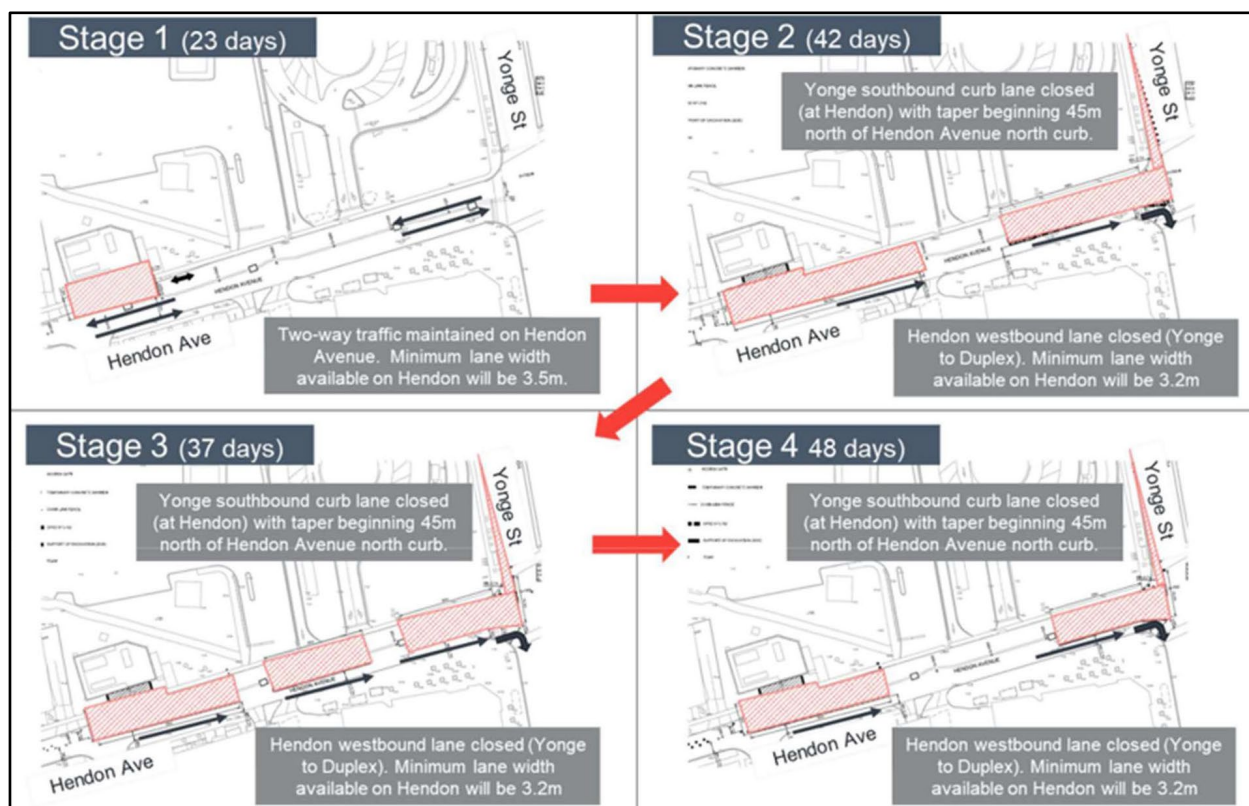 Stage 1 (23 days)
Yonge St
HENDON AVENUE
Hendon Ave
Two-way traffic maintained on Hendon
Avenue. Minimum lane width
available on Hendon will be 3.5m.
Stage 2 (42 days)
Yonge St
Yonge southbound curb lane closed
(at Hendon) with taper beginning 45m
north of Hendon Avenue north curb.
HENDON AVENUE
Hendon Ave
Hendon westbound lane closed (Yonge
to Duplex). Minimum lane width
available on Hendon will be 3.2m
Stage 3 (37 days)
Yonge St
Yonge southbound curb lane closed
(at Hendon) with taper beginning 45m
north of Hendon Avenue north curb.
HENDON AVENUE
Hendon Ave
Hendon westbound lane closed (Yonge
to Duplex). Minimum lane width
available on Hendon will be 3.2m
Stage 4 48 days)
Yonge St
Yonge southbound curb lane closed
(at Hendon) with taper beginning 45m
north of Hendon Avenue north curb.
HENDON AVENUE
Hendon Ave
Hendon westbound lane closed (Yonge
to Duplex). Minimum lane width
available on Hendon will be 3.2m